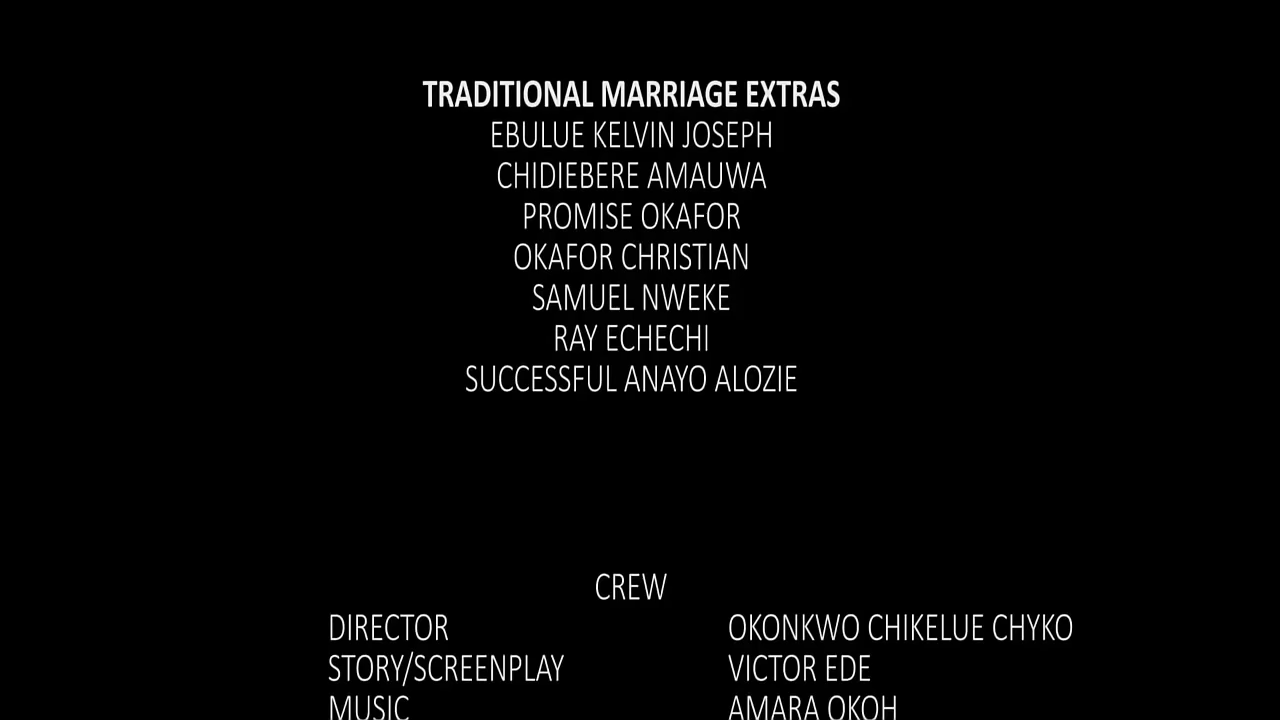 TRADITIONAL MARRIAGE EXTRAS
EBULUE KELVIN JOSEPH
CHIDIEBERE AMAUWA
PROMISE OKAFOR
OKAFOR CHRISTIAN
SAMUEL NWEKE
RAY ECHECHI
SUCCESSFUL ANAYO ALOZIE
CREW
DIRECTOR OKONKWO CHIKELUE CHYKO
STORY/SCREENPLAY VICTOR EDE
MUSIC AMARA OKOH